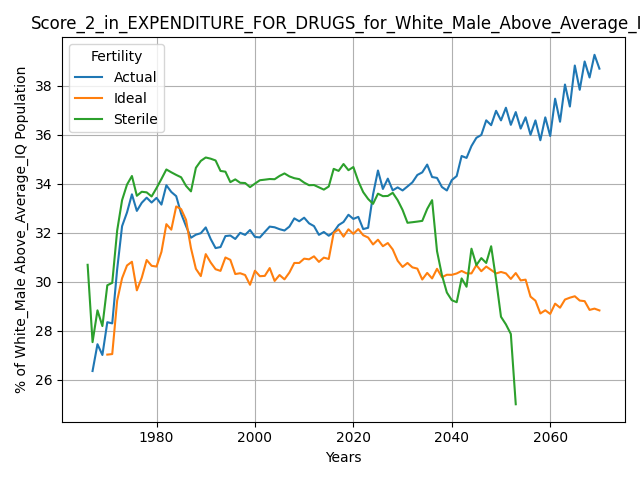 Score_2_in_EXPENDITURE_FOR_DRUGS_for_White_Male_Above_Average_I
Fertility
Actual
Ideal
Sterile
% of White_Male Above_Average_IQ Population
38
36
34
32
30
28
26
1980
2000
2020
2040
2060
Years